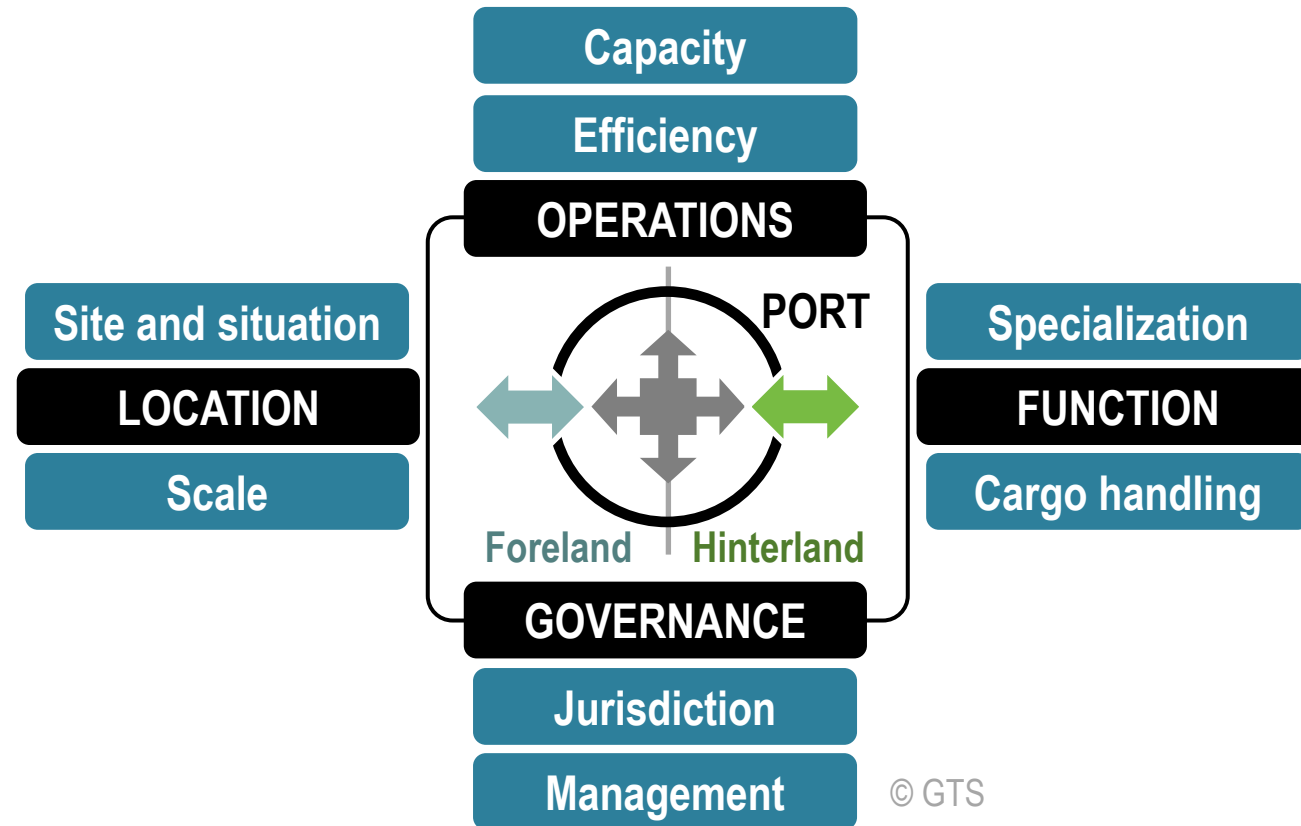 Capacity
Efficiency
OPERATIONS
PORT
Site and situation
LOCATION
Scale
Specialization
FUNCTION
Cargo handling
Foreland
Hinterland
GOVERNANCE
Jurisdiction
Management
© GTS